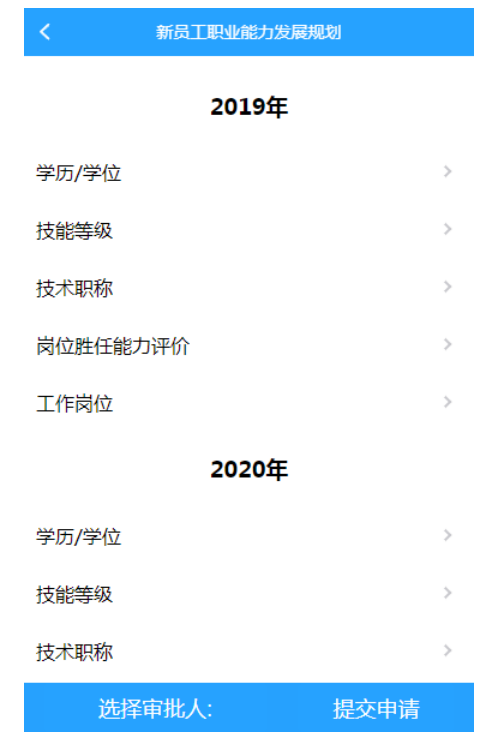 新员工职业能力发展规划
2019年
学历/学位
技能等级
技术职称
岗位胜任能力评价
工作岗位
2020年
学历/学位
技能等级
技术职称
选择审批人: 提交申请